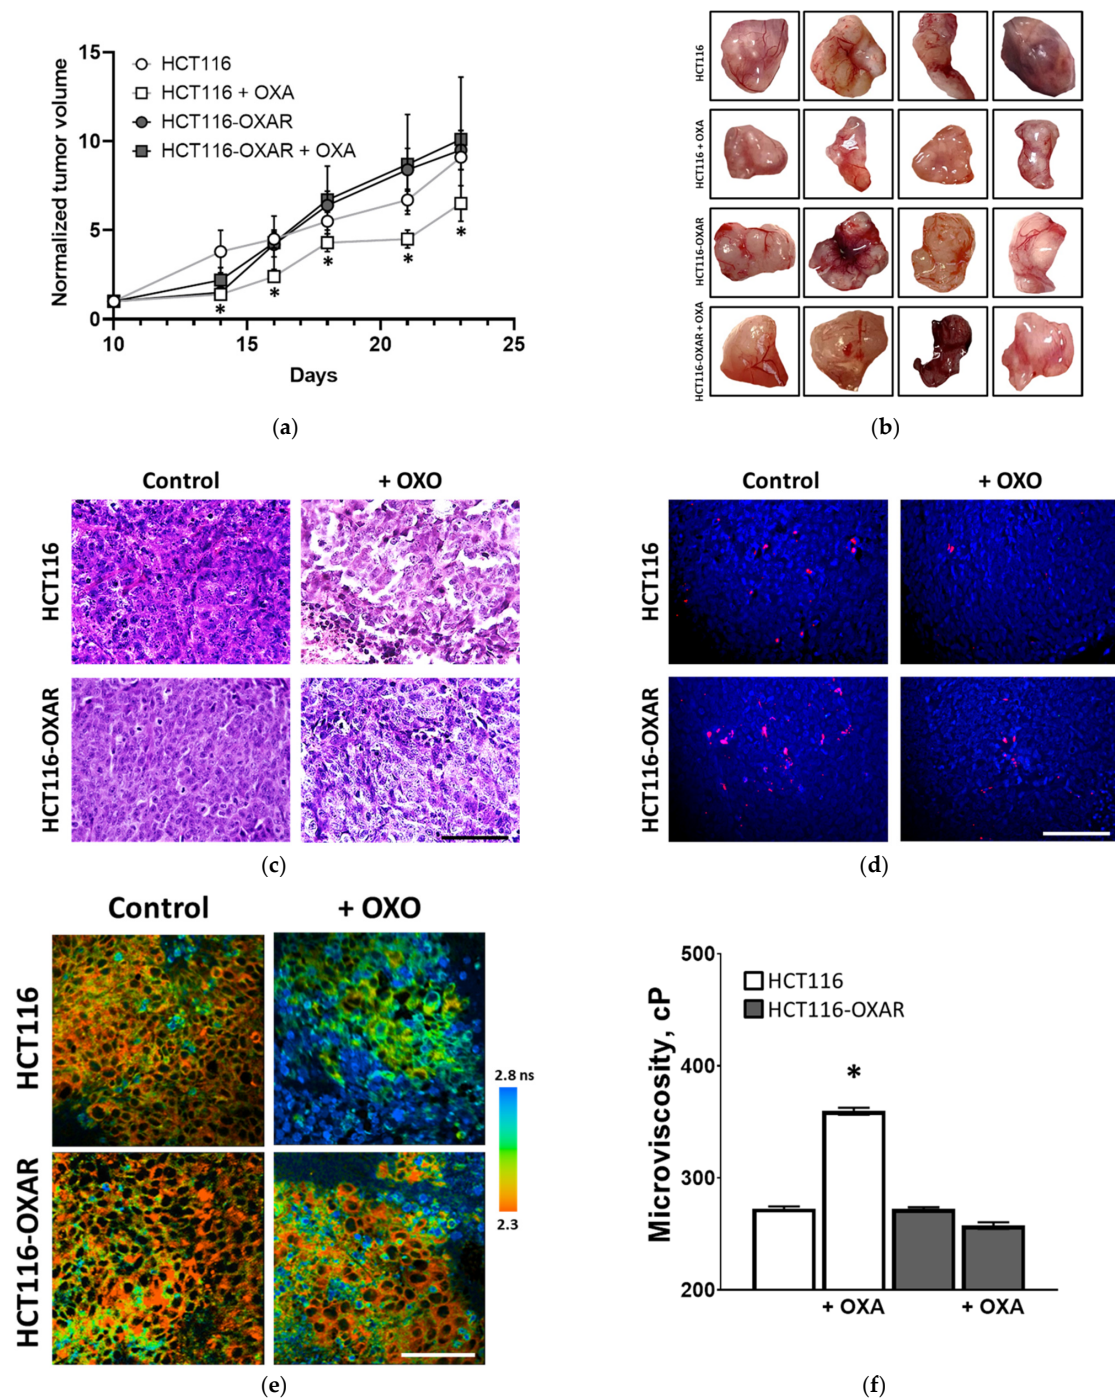 15
10
5
0
Normalized tumor volume
HCT116
HCT116 + OXA
HCT116-OXAR
HCT116-OXAR + OXA
* * * * *
10 15 20 25
Days
(a)
HCT116
HCT116 + OXA
HCT116-OXAR
HCT116-OXAR + OXA
(b)
Control + OXO
HCT116
HCT116-OXAR
(c)
Control + OXO
HCT116
HCT116-OXAR
(d)
Control + OXO
HCT116
HCT116-OXAR
2.8 ns
2.3
(e)
500
400
300
200
Microviscosity, cP
HCT116
HCT116-OXAR
*
+ OXA + OXA
(f)